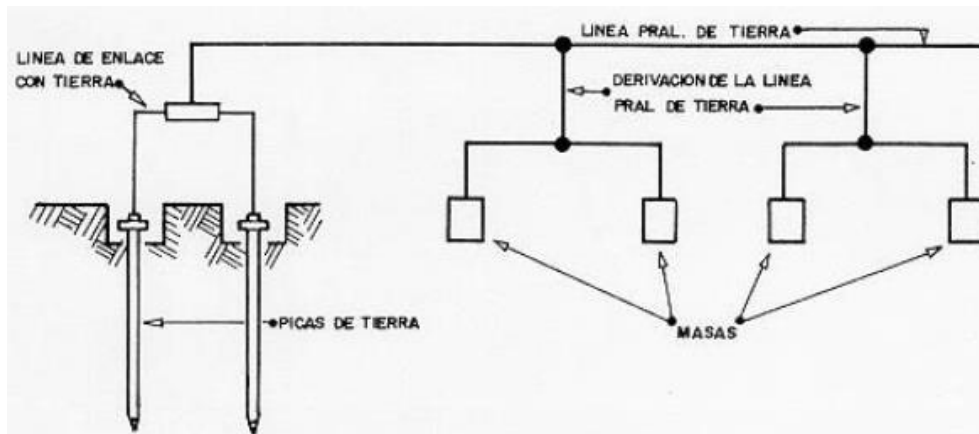 LINEA PRAL. DE TIERRA
LINEA DE ENLACE
CON TIERRA
DERIVACION DE LA LINEA
PRAL DE TIERRA
PICAS DE TIERRA
MASAS